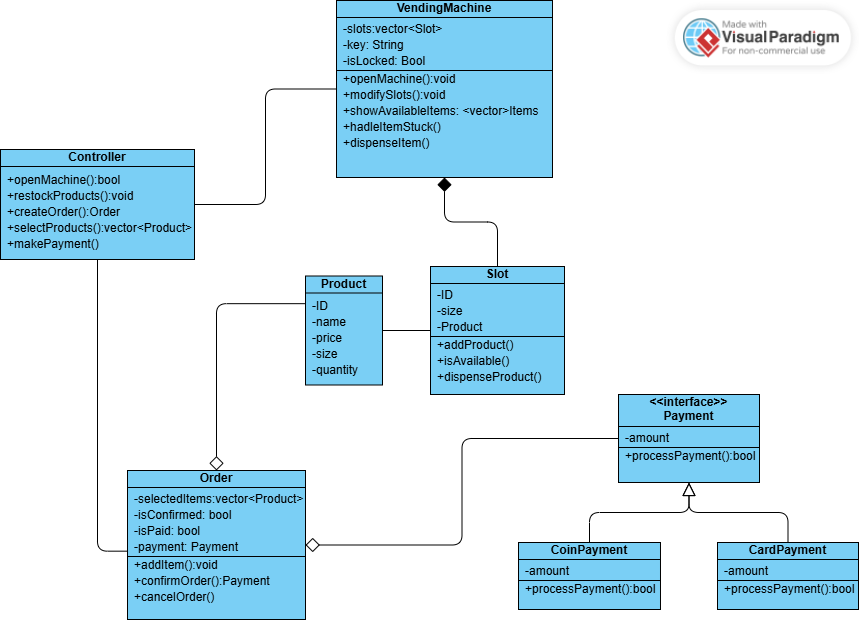 VendingMachine
-slots:vector<Slot>
-key: String
-isLocked: Bool
+openMachine():void
+modifySlots():void
+showAvailableItems: <vector>Items
+hadleItemStuck()
+dispenseItem()
Made with
VisualParadigm
For non-commercial use
Controller
+openMachine():bool
+restockProducts():void
+createOrder():Order
+selectProducts():vector<Product>
+makePayment()
Product
-ID
-name
-price
-size
-quantity
Slot
-ID
-size
-Product
+addProduct()
+isAvailable()
+dispenseProduct()
<<interface>>
Payment
-amount
+processPayment():bool
Order
-selectedItems:vector<Product>
-isConfirmed: bool
-isPaid: bool
-payment: Payment
+addItem():void
+confirmOrder():Payment
+cancelOrder()
CoinPayment
-amount
+processPayment():bool
CardPayment
-amount
+processPayment():bool